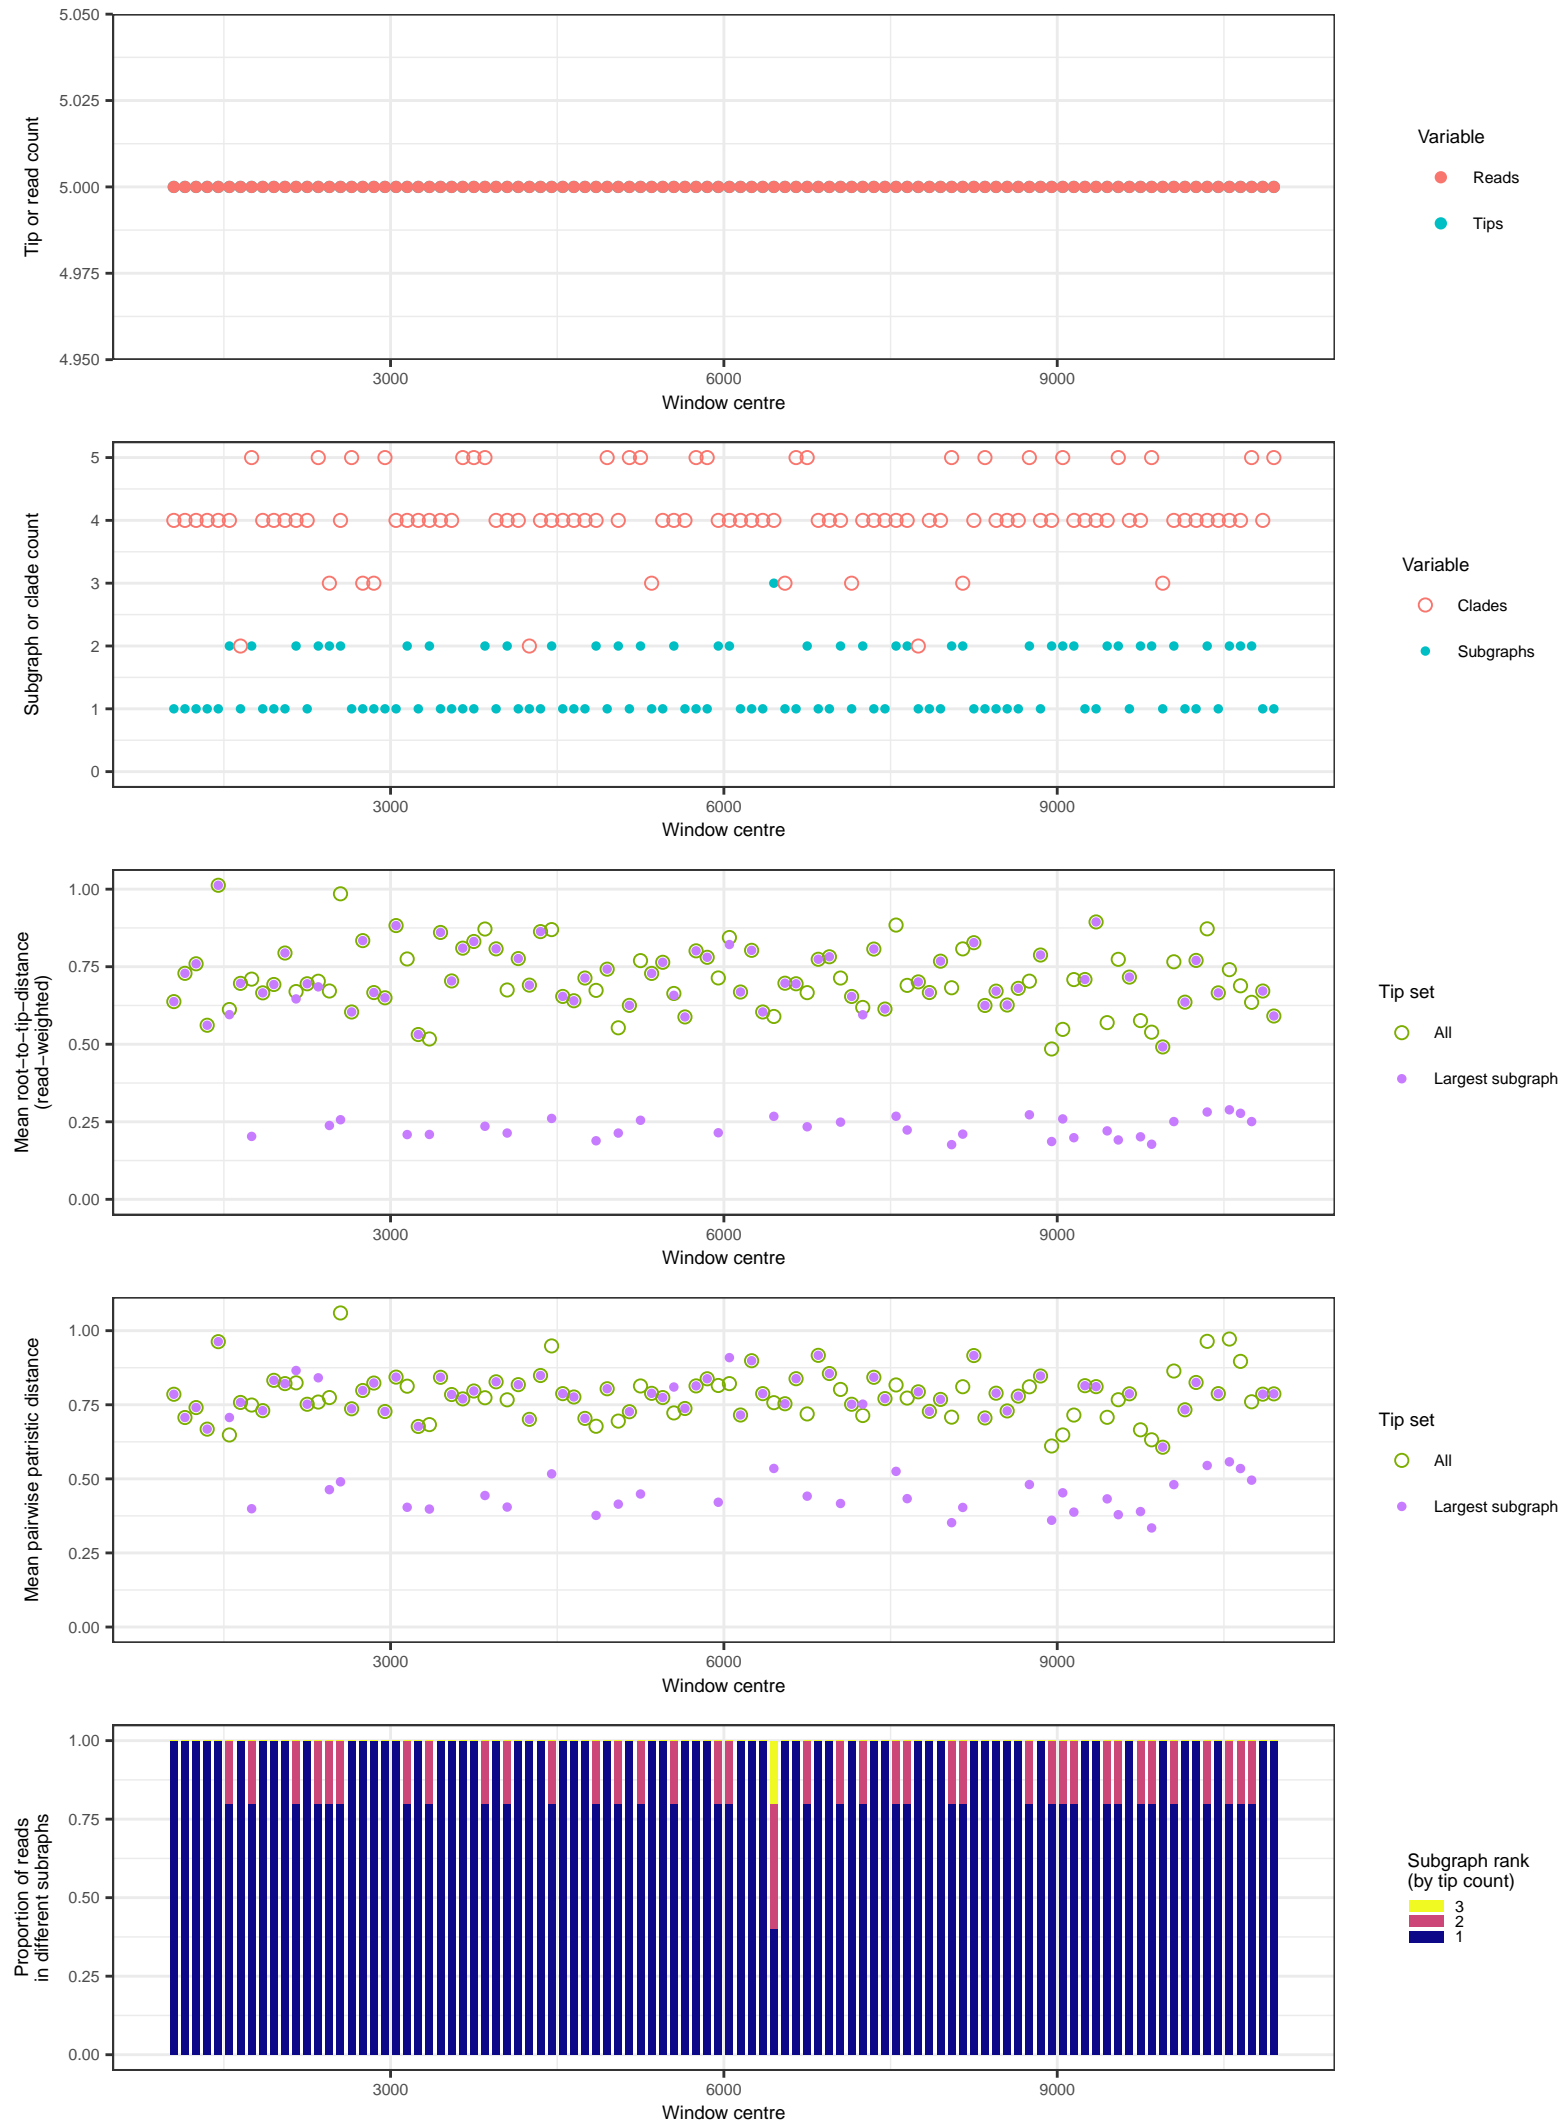 5.050
5.025
5.000
4.975
4.950
Tip or read count
3000
6000
9000
Window centre
Variable
Reads
Tips
5
4
3
2
1
0
Subgraph or clade count
3000
6000
9000
Window centre
Variable
Clades
Subgraphs
1.00
0.75
0.50
0.25
0.00
Mean root−to−tip−distance
(read−weighted)
3000
6000
9000
Window centre
Tip set
All
Largest subgraph
1.00
0.75
0.50
0.25
0.00
Mean pairwise patristic distance
3000
6000
9000
Window centre
Tip set
All
Largest subgraph
1.00
0.75
0.50
0.25
0.00
Proportion of reads
in different subraphs
3000
6000
9000
Window centre
Subgraph rank
(by tip count)
3
2
1